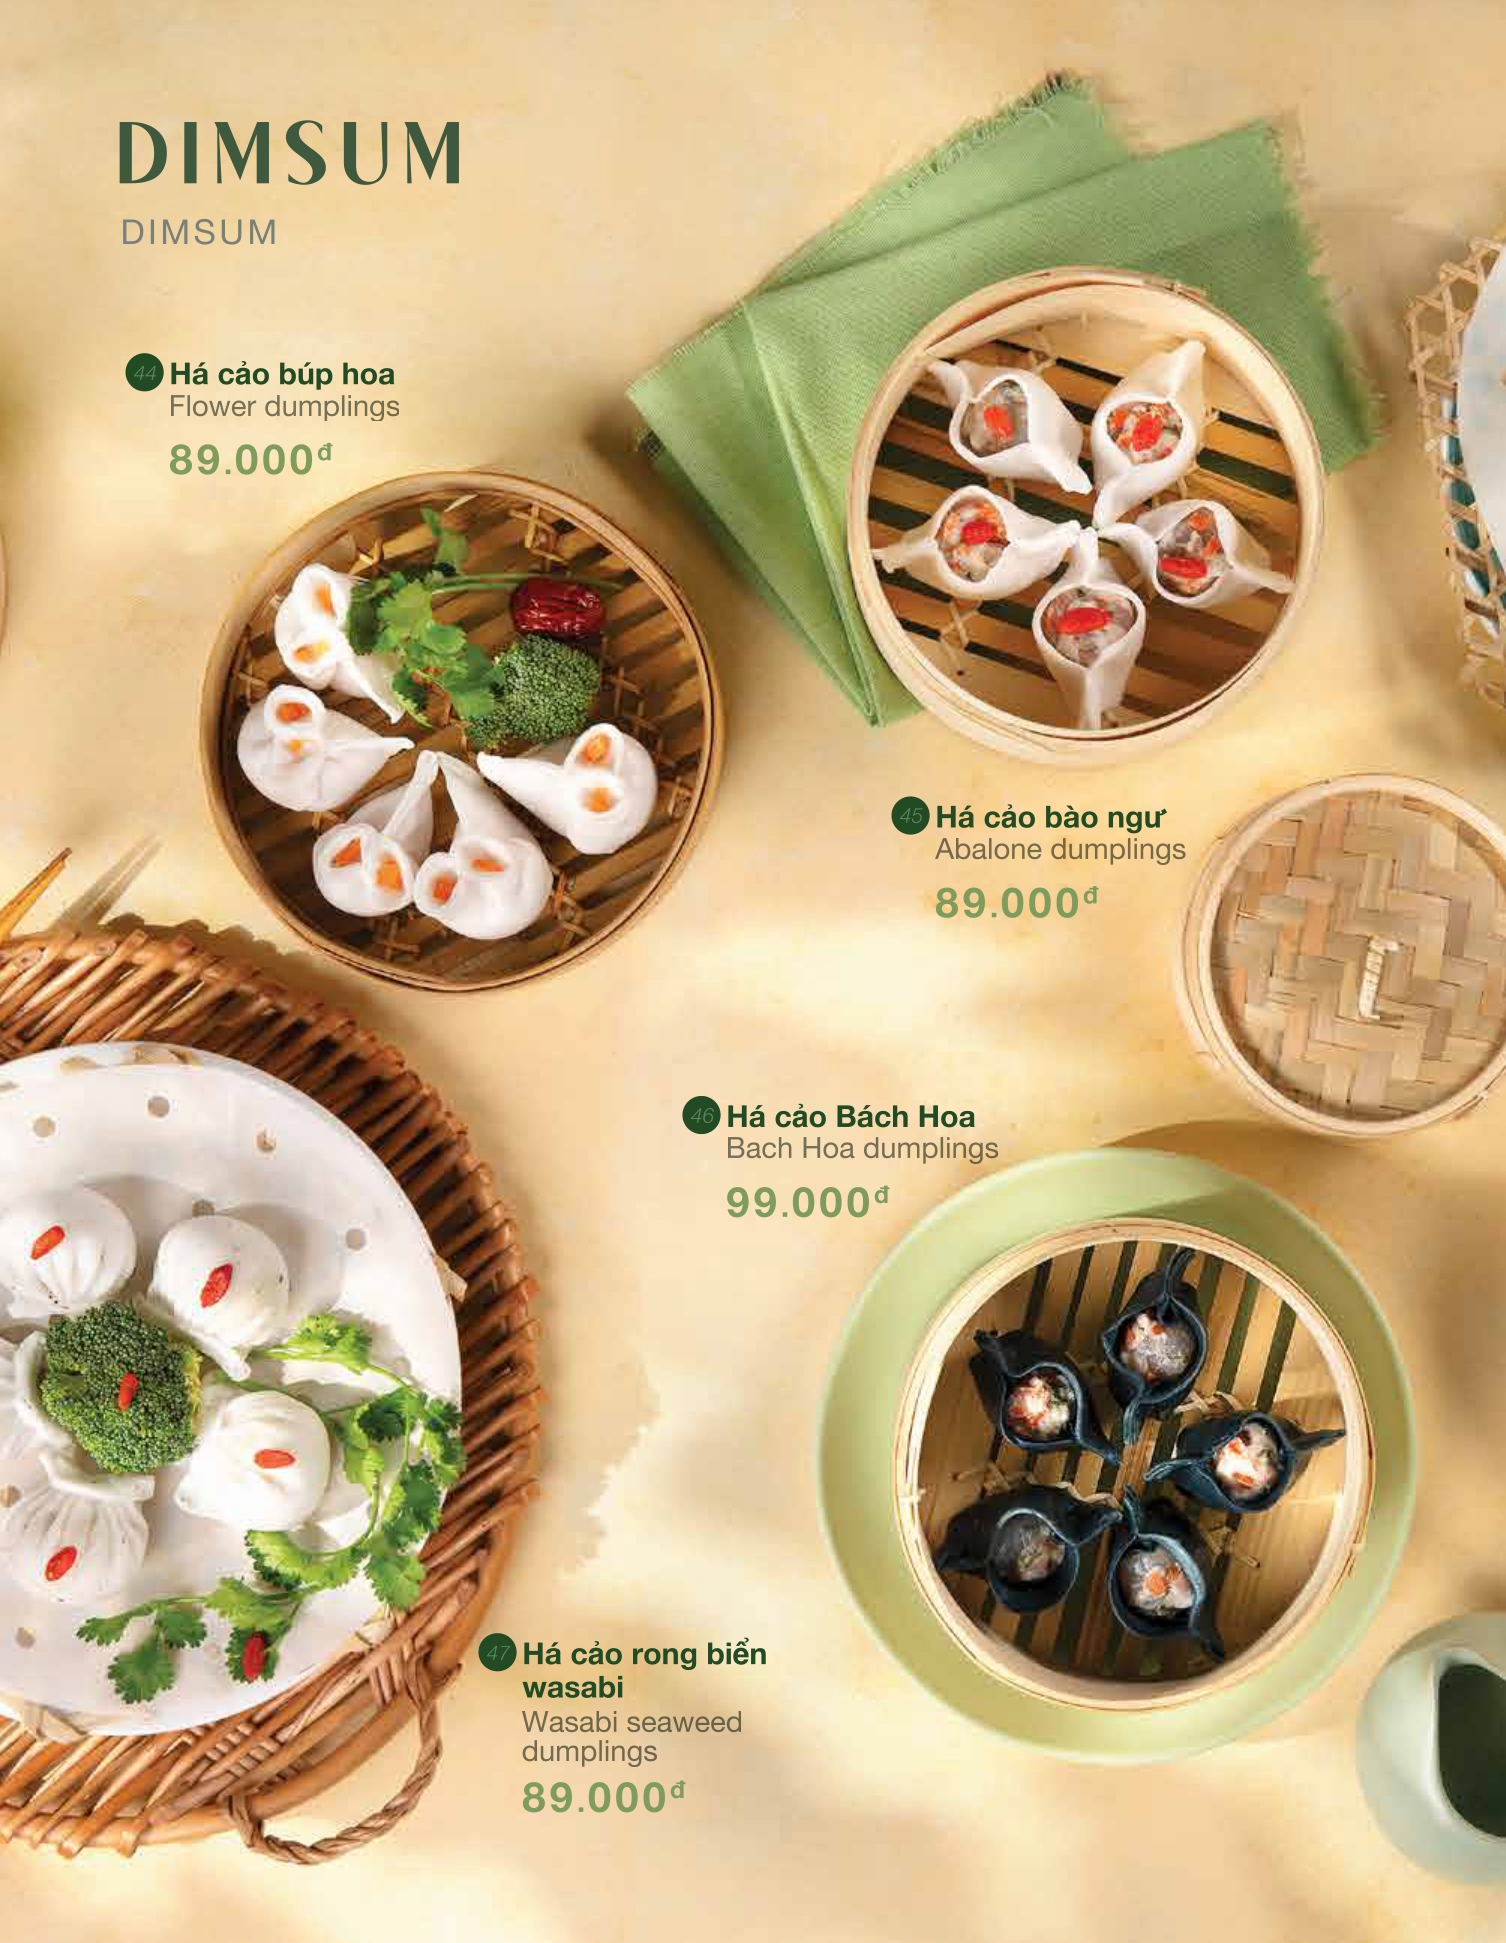 DIMSUM
DIMSUM
44 Há cảo búp hoa
Flower dumplings
89.000đ
45 Há cảo bào ngư
Abalone dumplings
89.000đ
46 Há cảo Bách Hoa
Bach Hoa dumplings
99.000đ
47 Há cảo rong biển
wasabi
Wasabi seaweed
dumplings
89.000đ